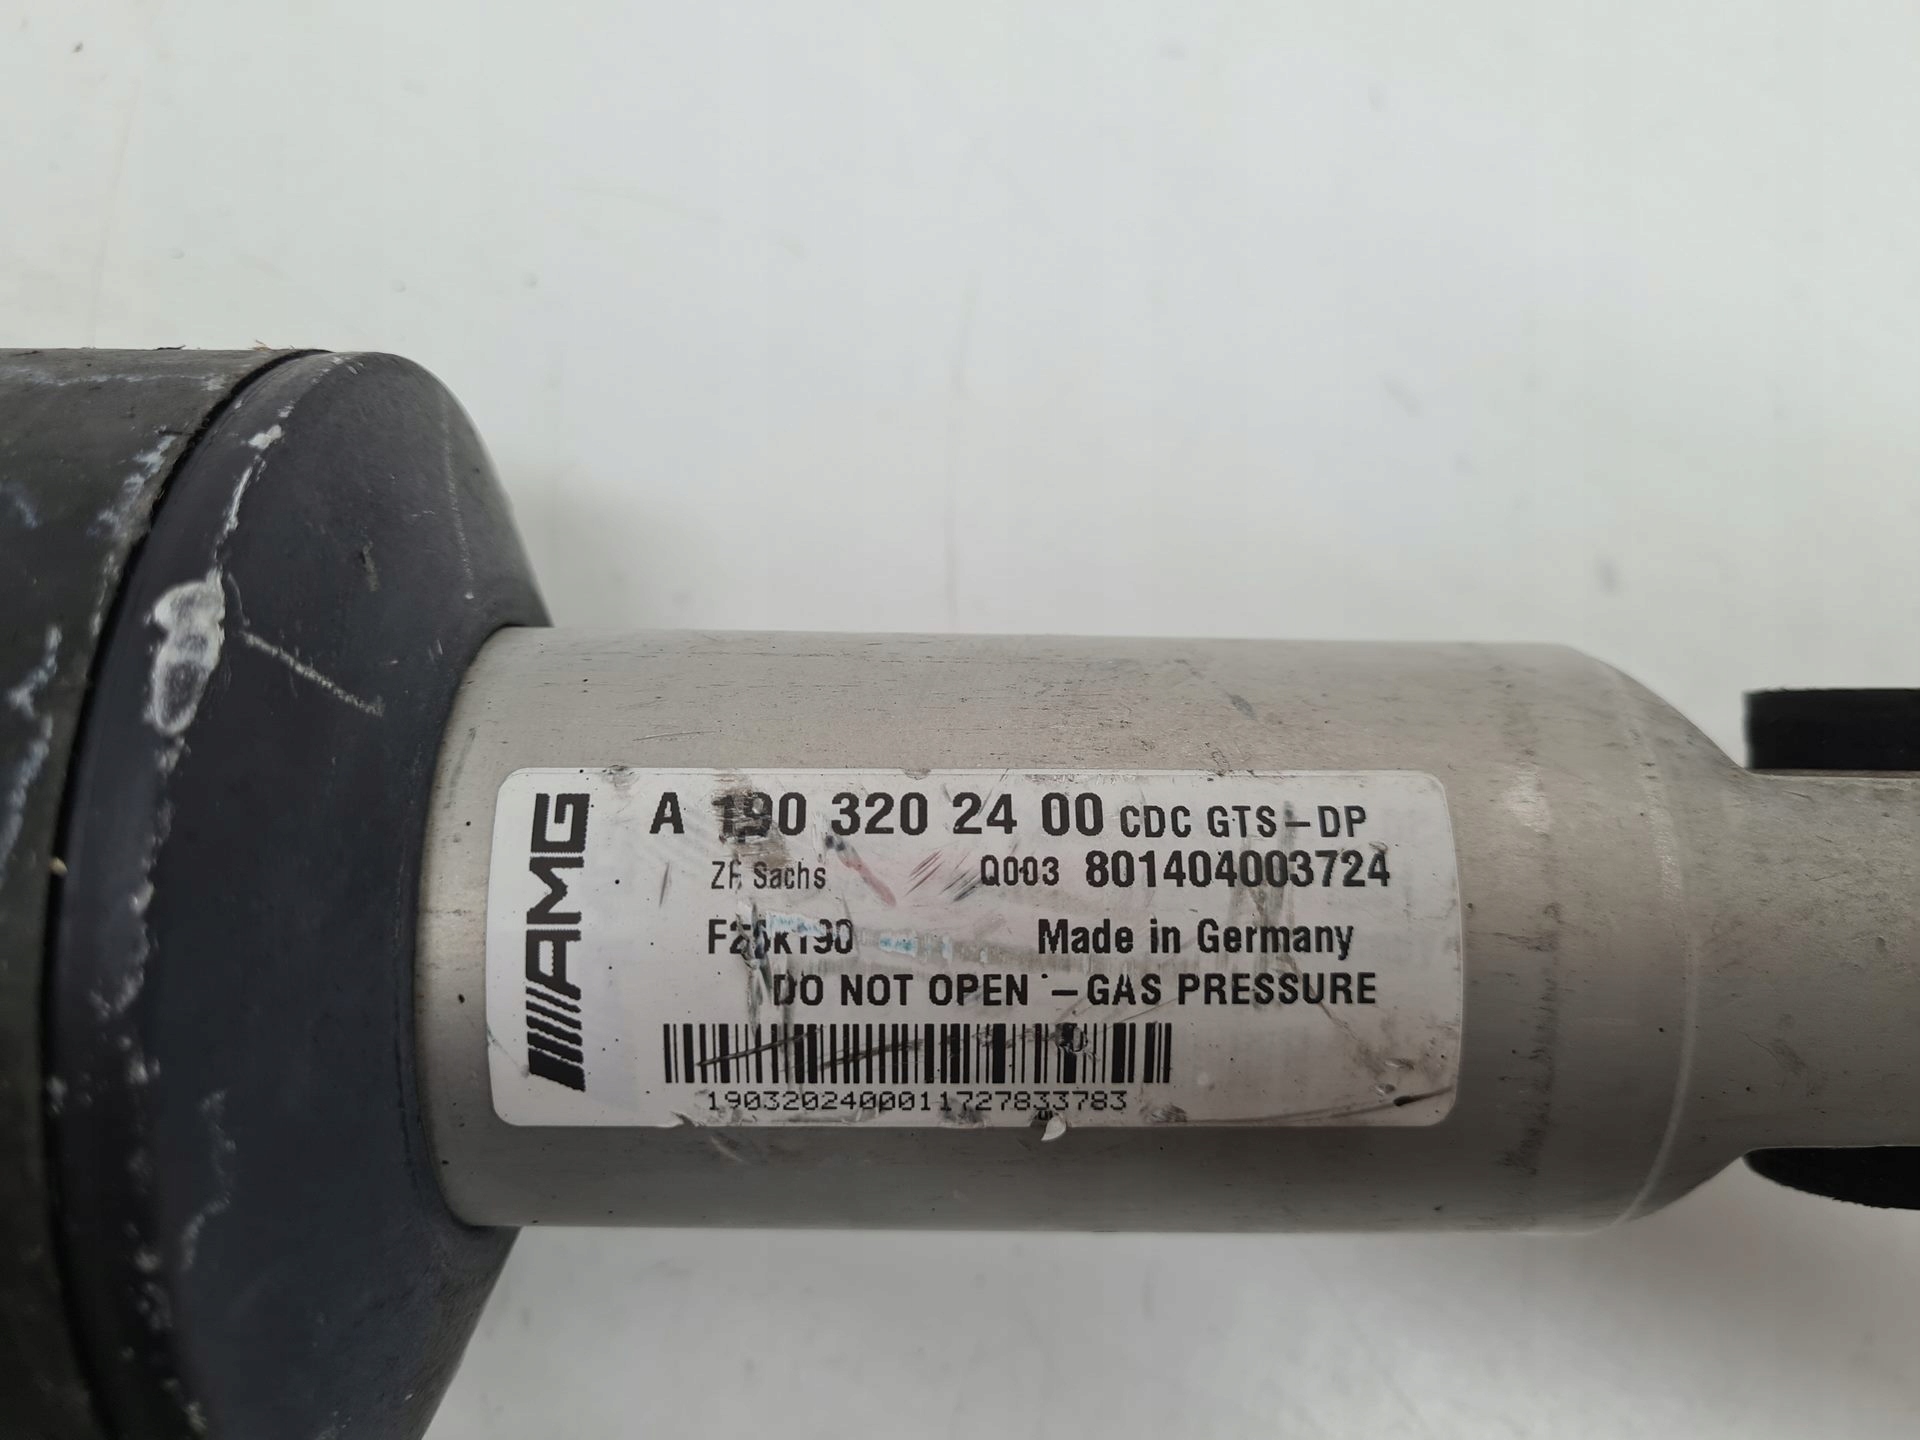 AMG
A 190 320 24 00 CDC GTS-DP
ZF Sachs Q003 801404003724
Made in Germany
DO NOT OPEN -GAS PRESSURE
1903202400011727833783